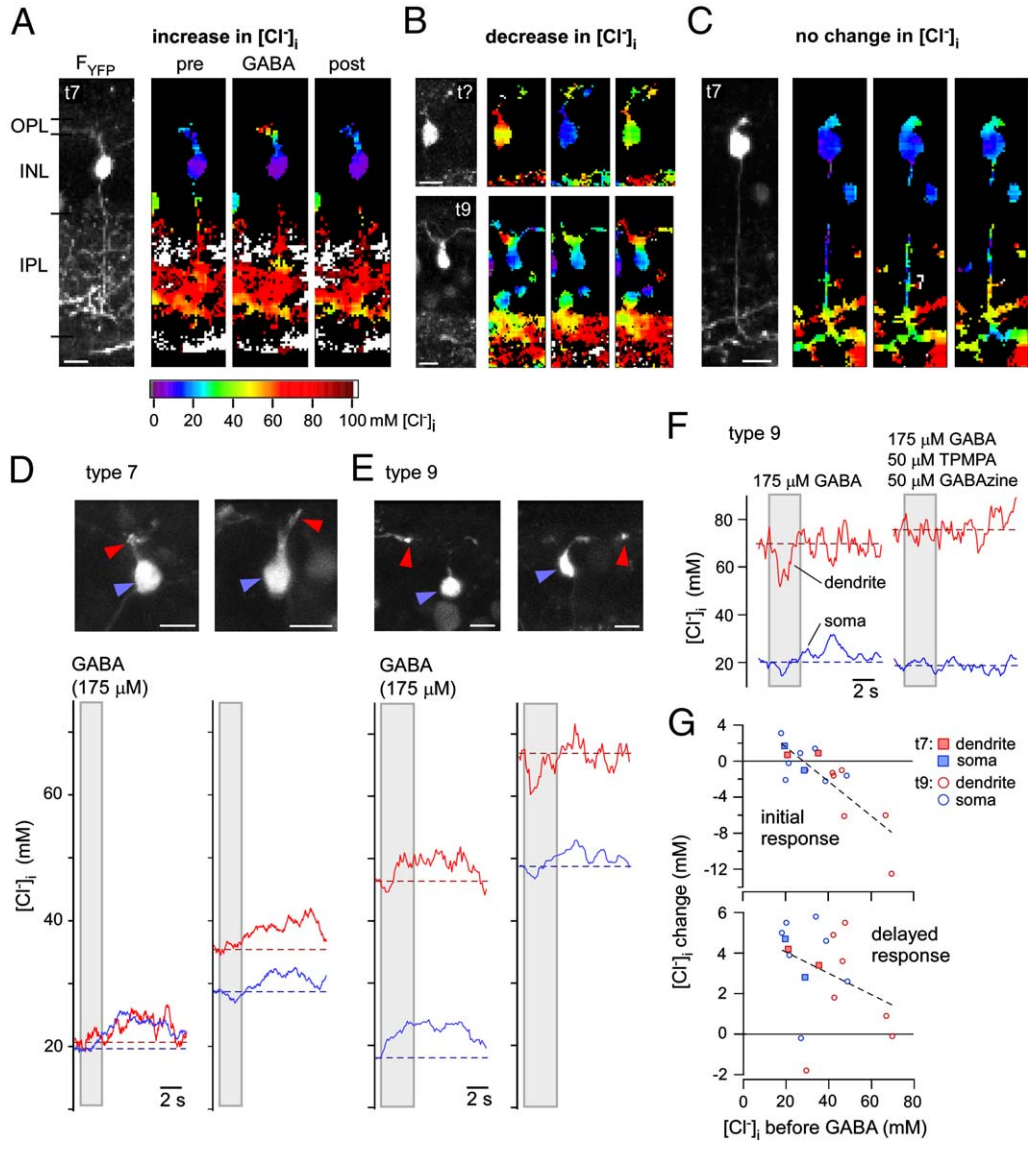 A
increase in [Cl⁻]i
FYFP
pre
GABA
post
t7
OPL
INL
IPL
0 20 40 60 80 100 mM [Cl⁻]i
B
decrease in [Cl⁻]i
t?
t9
C
no change in [Cl⁻]i
t7
D
type 7
GABA
(175 µM)
[Cl⁻]i (mM)
60
40
20
2 s
E
type 9
GABA
(175 µM)
2 s
F
type 9
175 µM GABA
175 µM GABA
50 µM TPMPA
50 µM GABAzine
[Cl⁻]i (mM)
80
60
40
20
dendrite
soma
2 s
G
[Cl⁻]i change (mM)
4
0
-4
-8
-12
initial
response
t7: dendrite
soma
t9: dendrite
soma
6
4
2
0
-2
delayed
response
0 20 40 60 80
[Cl⁻]i before GABA (mM)